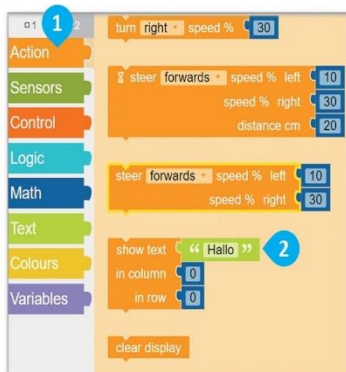 1 1 2
Action
Sensors
Control
Logic
Math
Text
Colours
Variables
turn right speed % 30
steer forwards speed % left 10
speed % right 30
distance cm 20
steer forwards speed % left 10
speed % right 30
show text “ Hallo ” 2
in column 0
in row 0
clear display